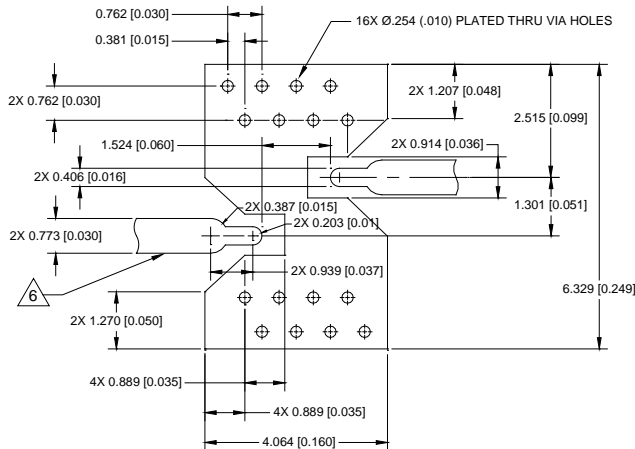 0.762 [0.030]
16X Ø.254 (.010) PLATED THRU VIA HOLES
0.381 [0.015]
2X 0.762 [0.030]
2X 1.207 [0.048]
2.515 [0.099]
1.524 [0.060]
2X 0.914 [0.036]
2X 0.406 [0.016]
1.301 [0.051]
2X 0.387 [0.015]
2X 0.203 [0.01]
2X 0.773 [0.030]
2X 0.939 [0.037]
6
6.329 [0.249]
2X 1.270 [0.050]
4X 0.889 [0.035]
4X 0.889 [0.035]
4.064 [0.160]